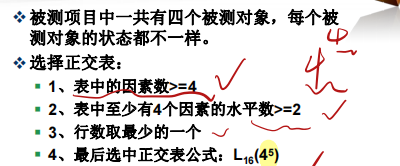 被测项目中一共有四个被测对象，每个被
测对象的状态都不一样。
选择正交表：
1、表中的因素数>=4
2、表中至少有4个因素的水平数>=2
3、行数取最少的一个
4、最后选中正交表公式：L16(4⁵)